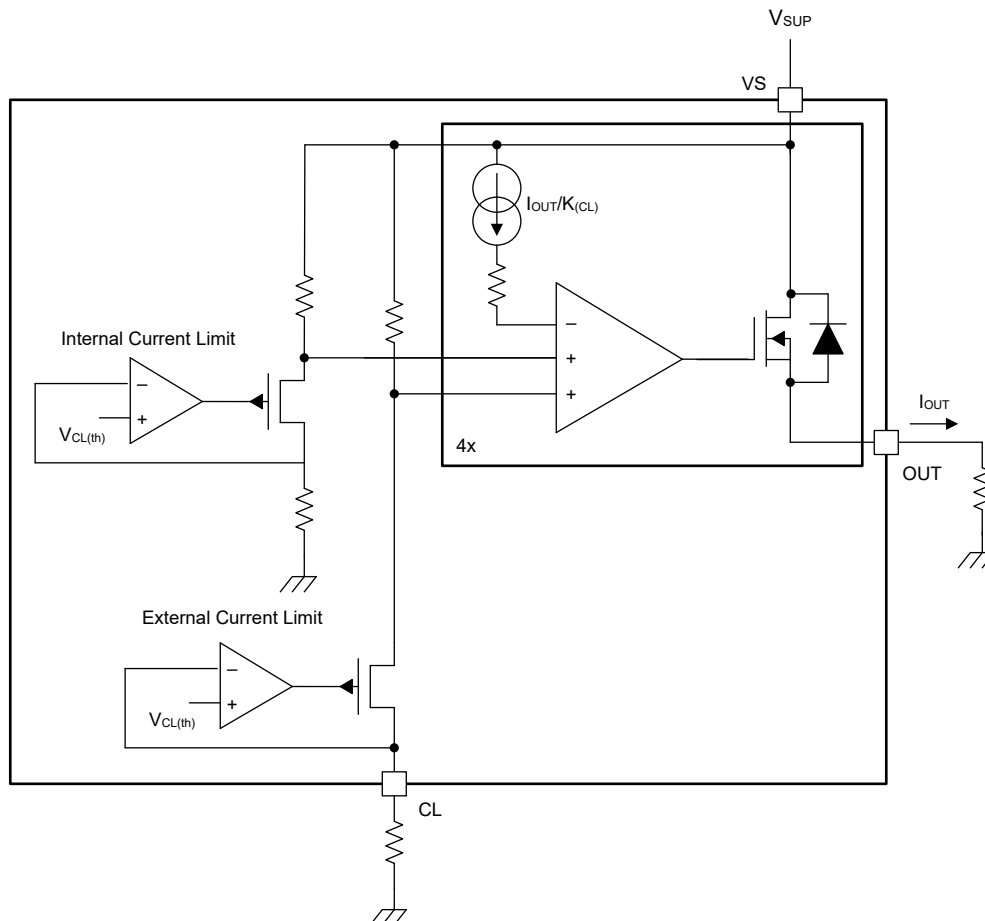 VSUP
VS
IOUT/K(CL)
Internal Current Limit
−
+
+
−
+
VCL(th)
IOUT
4x
OUT
External Current Limit
−
+
VCL(th)
CL